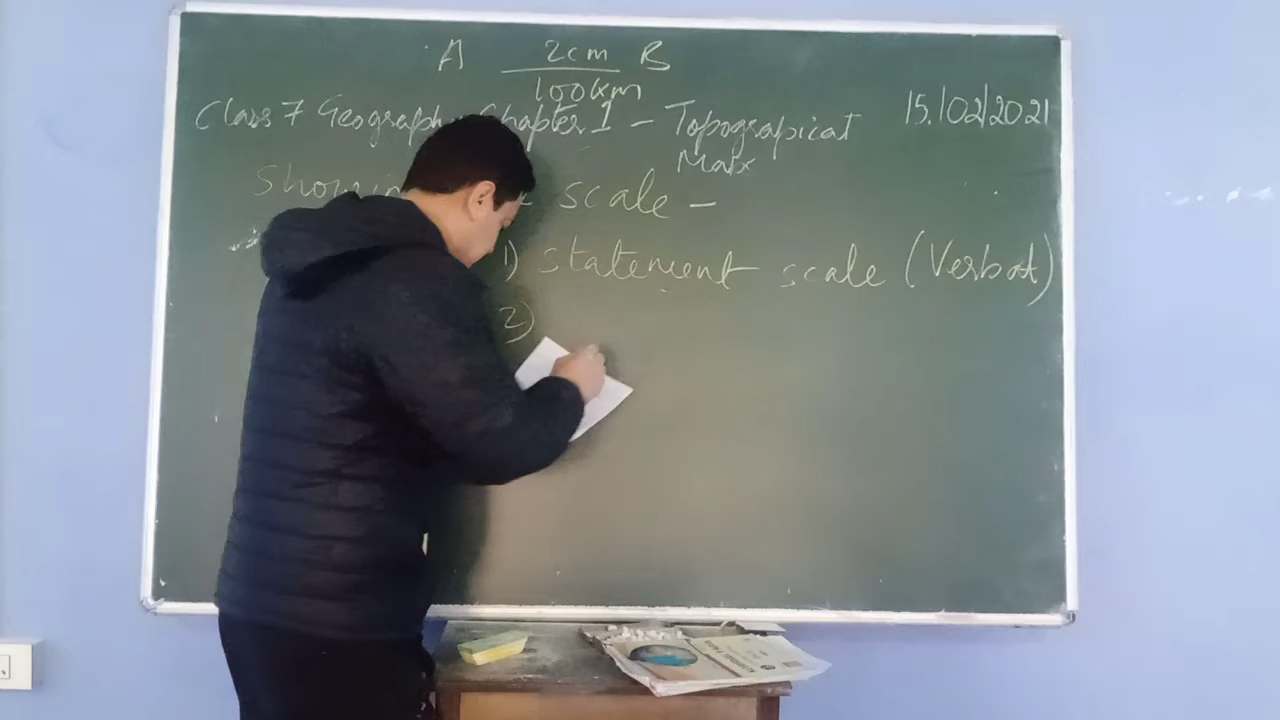 A 2cm B
100km
Class 7 Geography Chapter 1 - Topograpical 15/02/2021
Map
scale -
1) statement scale (Verbal)
2)